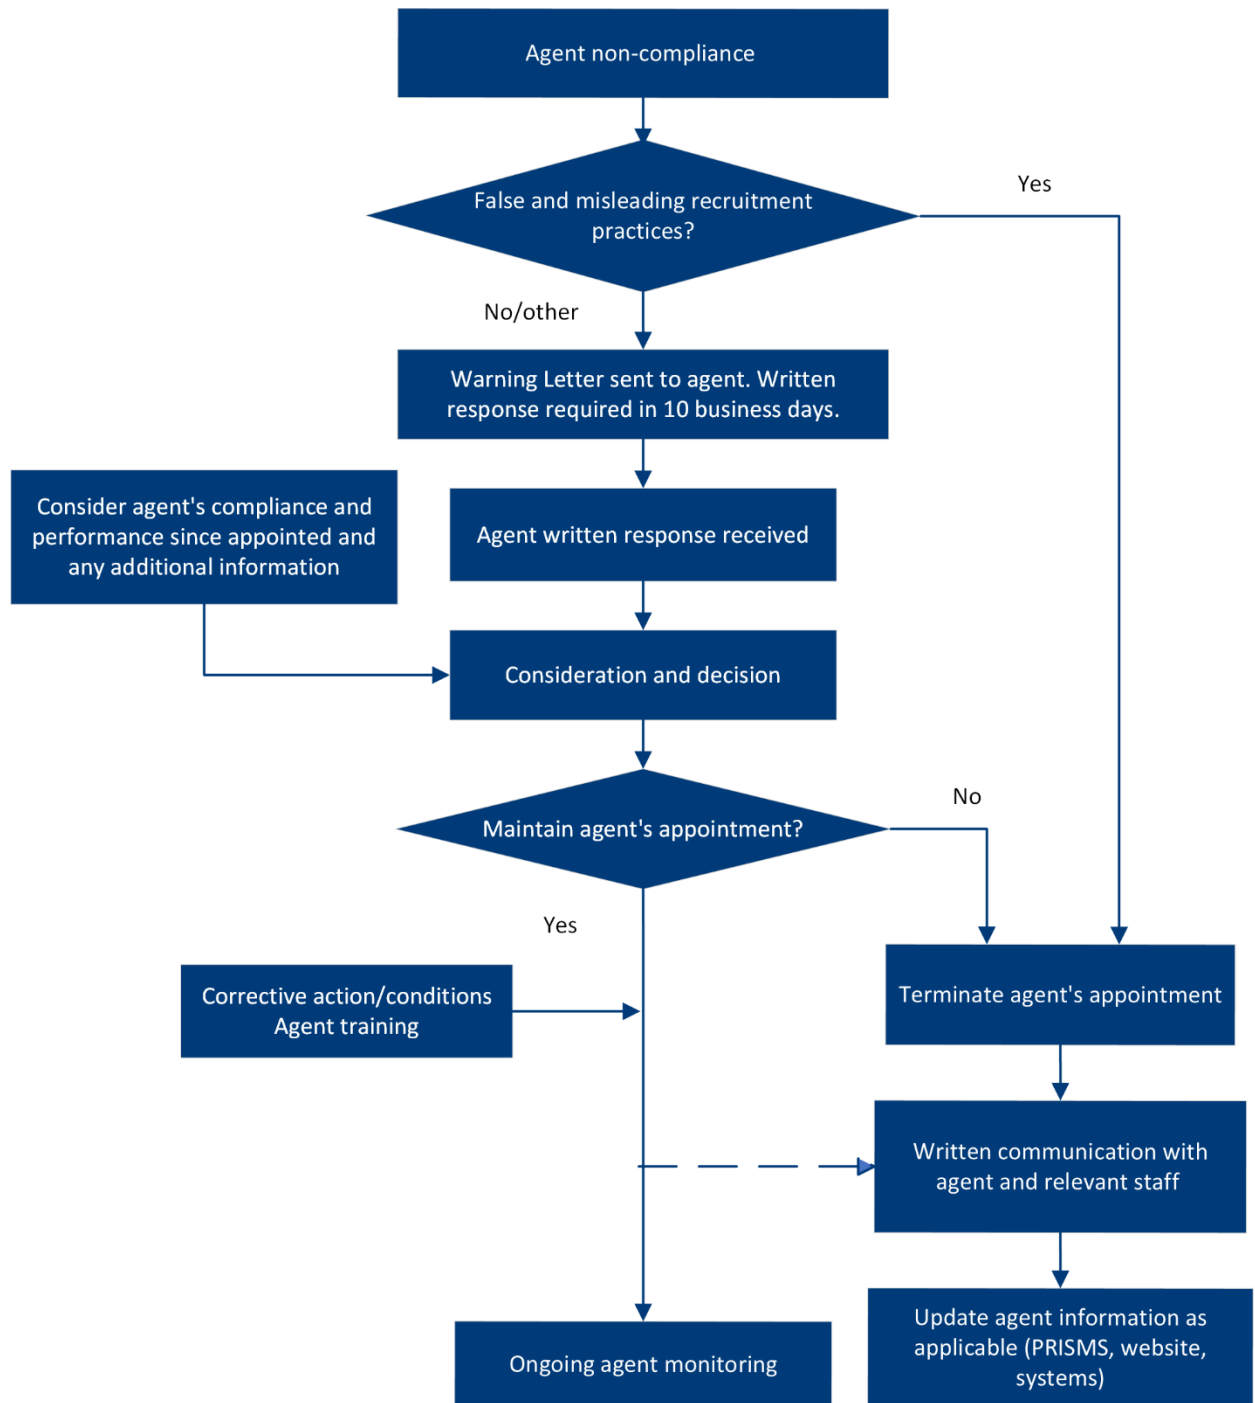 Agent non-compliance
False and misleading recruitment
practices?
Yes
No/other
Warning Letter sent to agent. Written
response required in 10 business days.
Consider agent's compliance and
performance since appointed and
any additional information
Agent written response received
Consideration and decision
Maintain agent's appointment?
No
Yes
Corrective action/conditions
Agent training
Terminate agent's appointment
Written communication with
agent and relevant staff
Ongoing agent monitoring
Update agent information as
applicable (PRISMS, website,
systems)